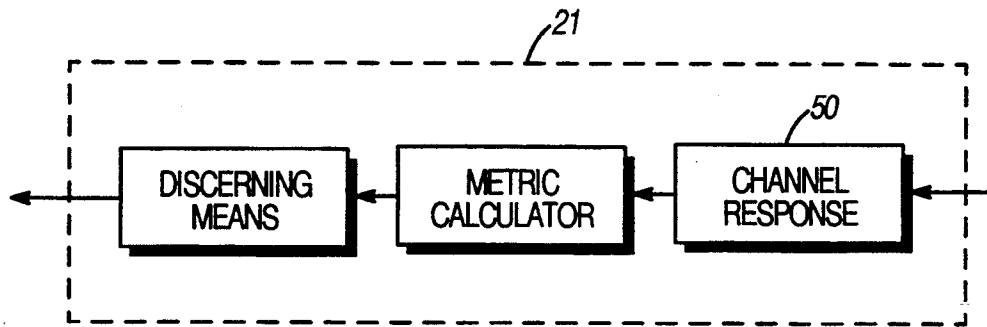 21
50
DISCERNING
MEANS
METRIC
CALCULATOR
CHANNEL
RESPONSE